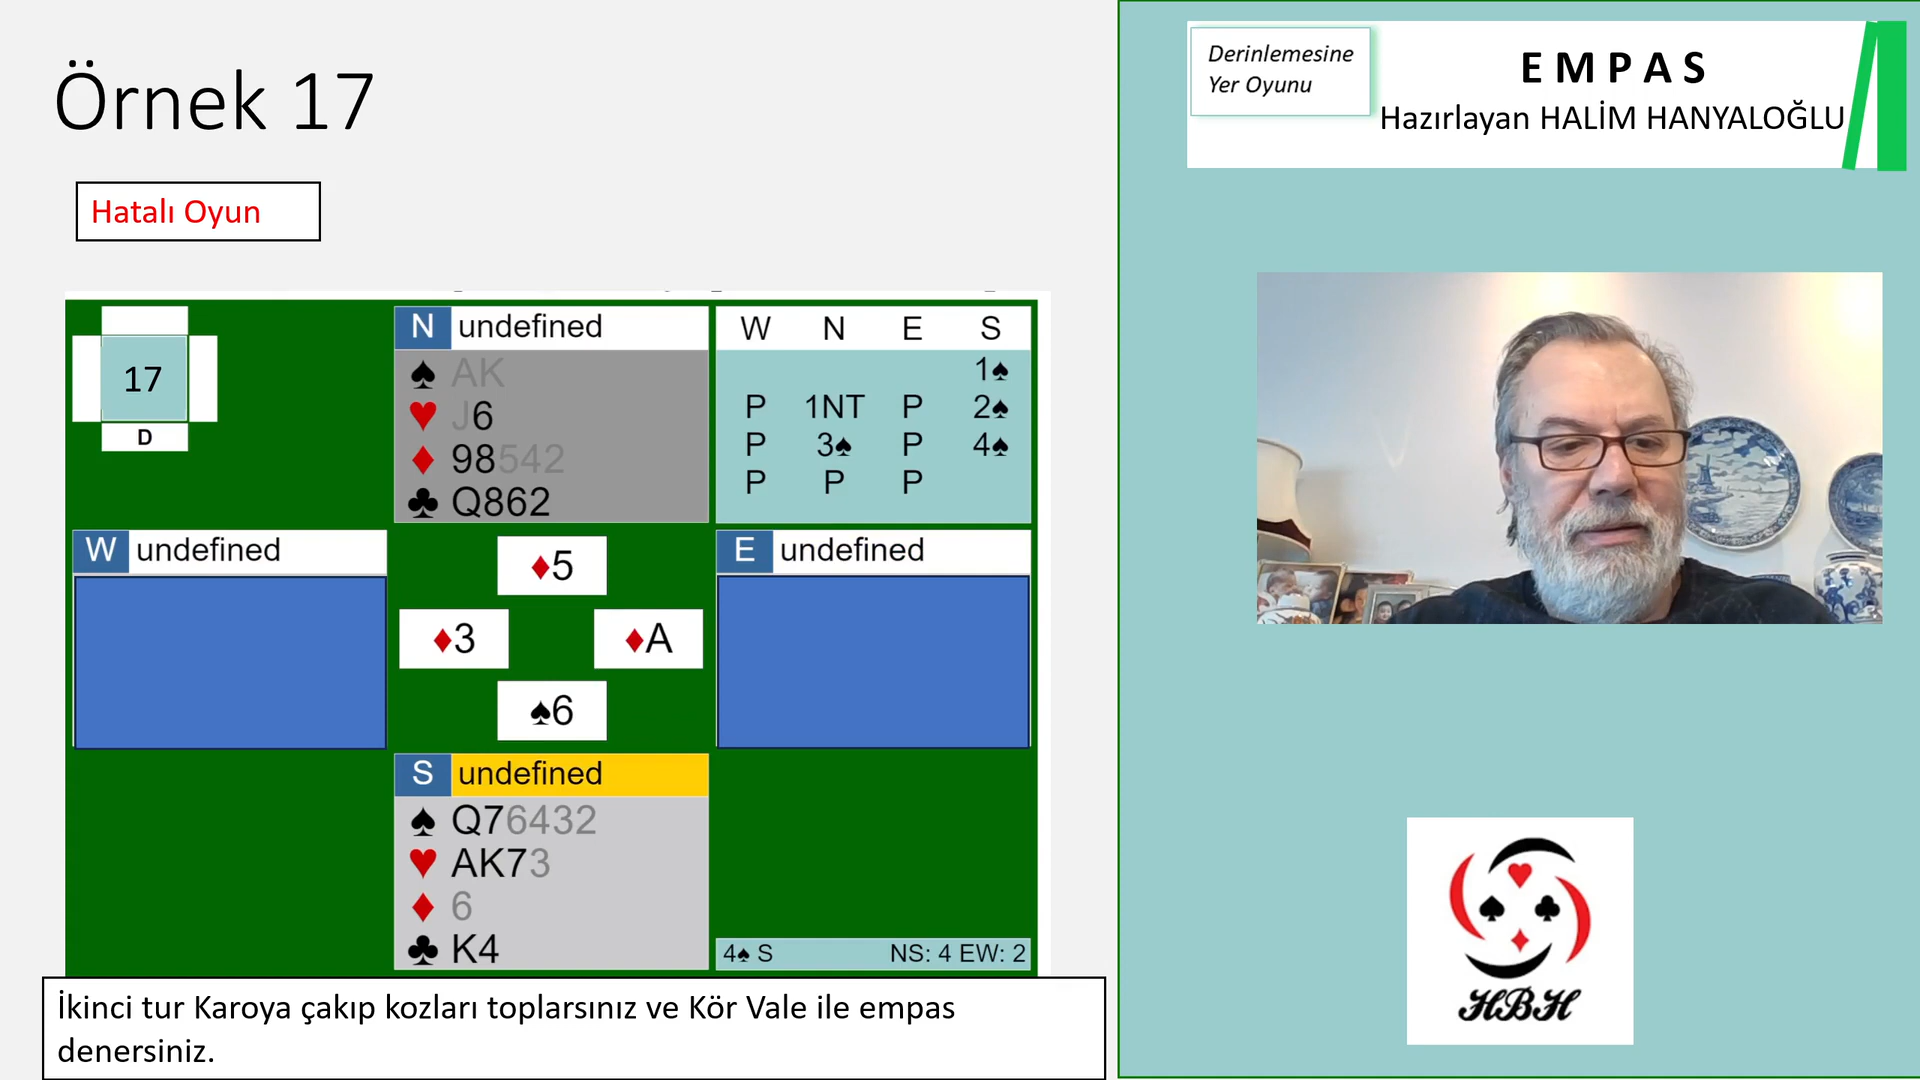 Örnek 17
Hatalı Oyun
Derinlemesine
Yer Oyunu
E M P A S
Hazırlayan HALİM HANYALOĞLU
17
D
N undefined
♠ AK
♥ J6
♦ 98542
♣ Q862
W N E S
1♠
P 1NT P 2♠
P 3♠ P 4♠
P P P
W undefined
E undefined
♦5
♦3
♦A
♠6
S undefined
♠ Q76432
♥ AK73
♦ 6
♣ K4
4♠ S NS: 4 EW: 2
İkinci tur Karoya çakıp kozları toplarsınız ve Kör Vale ile empas
denersiniz.
HBH